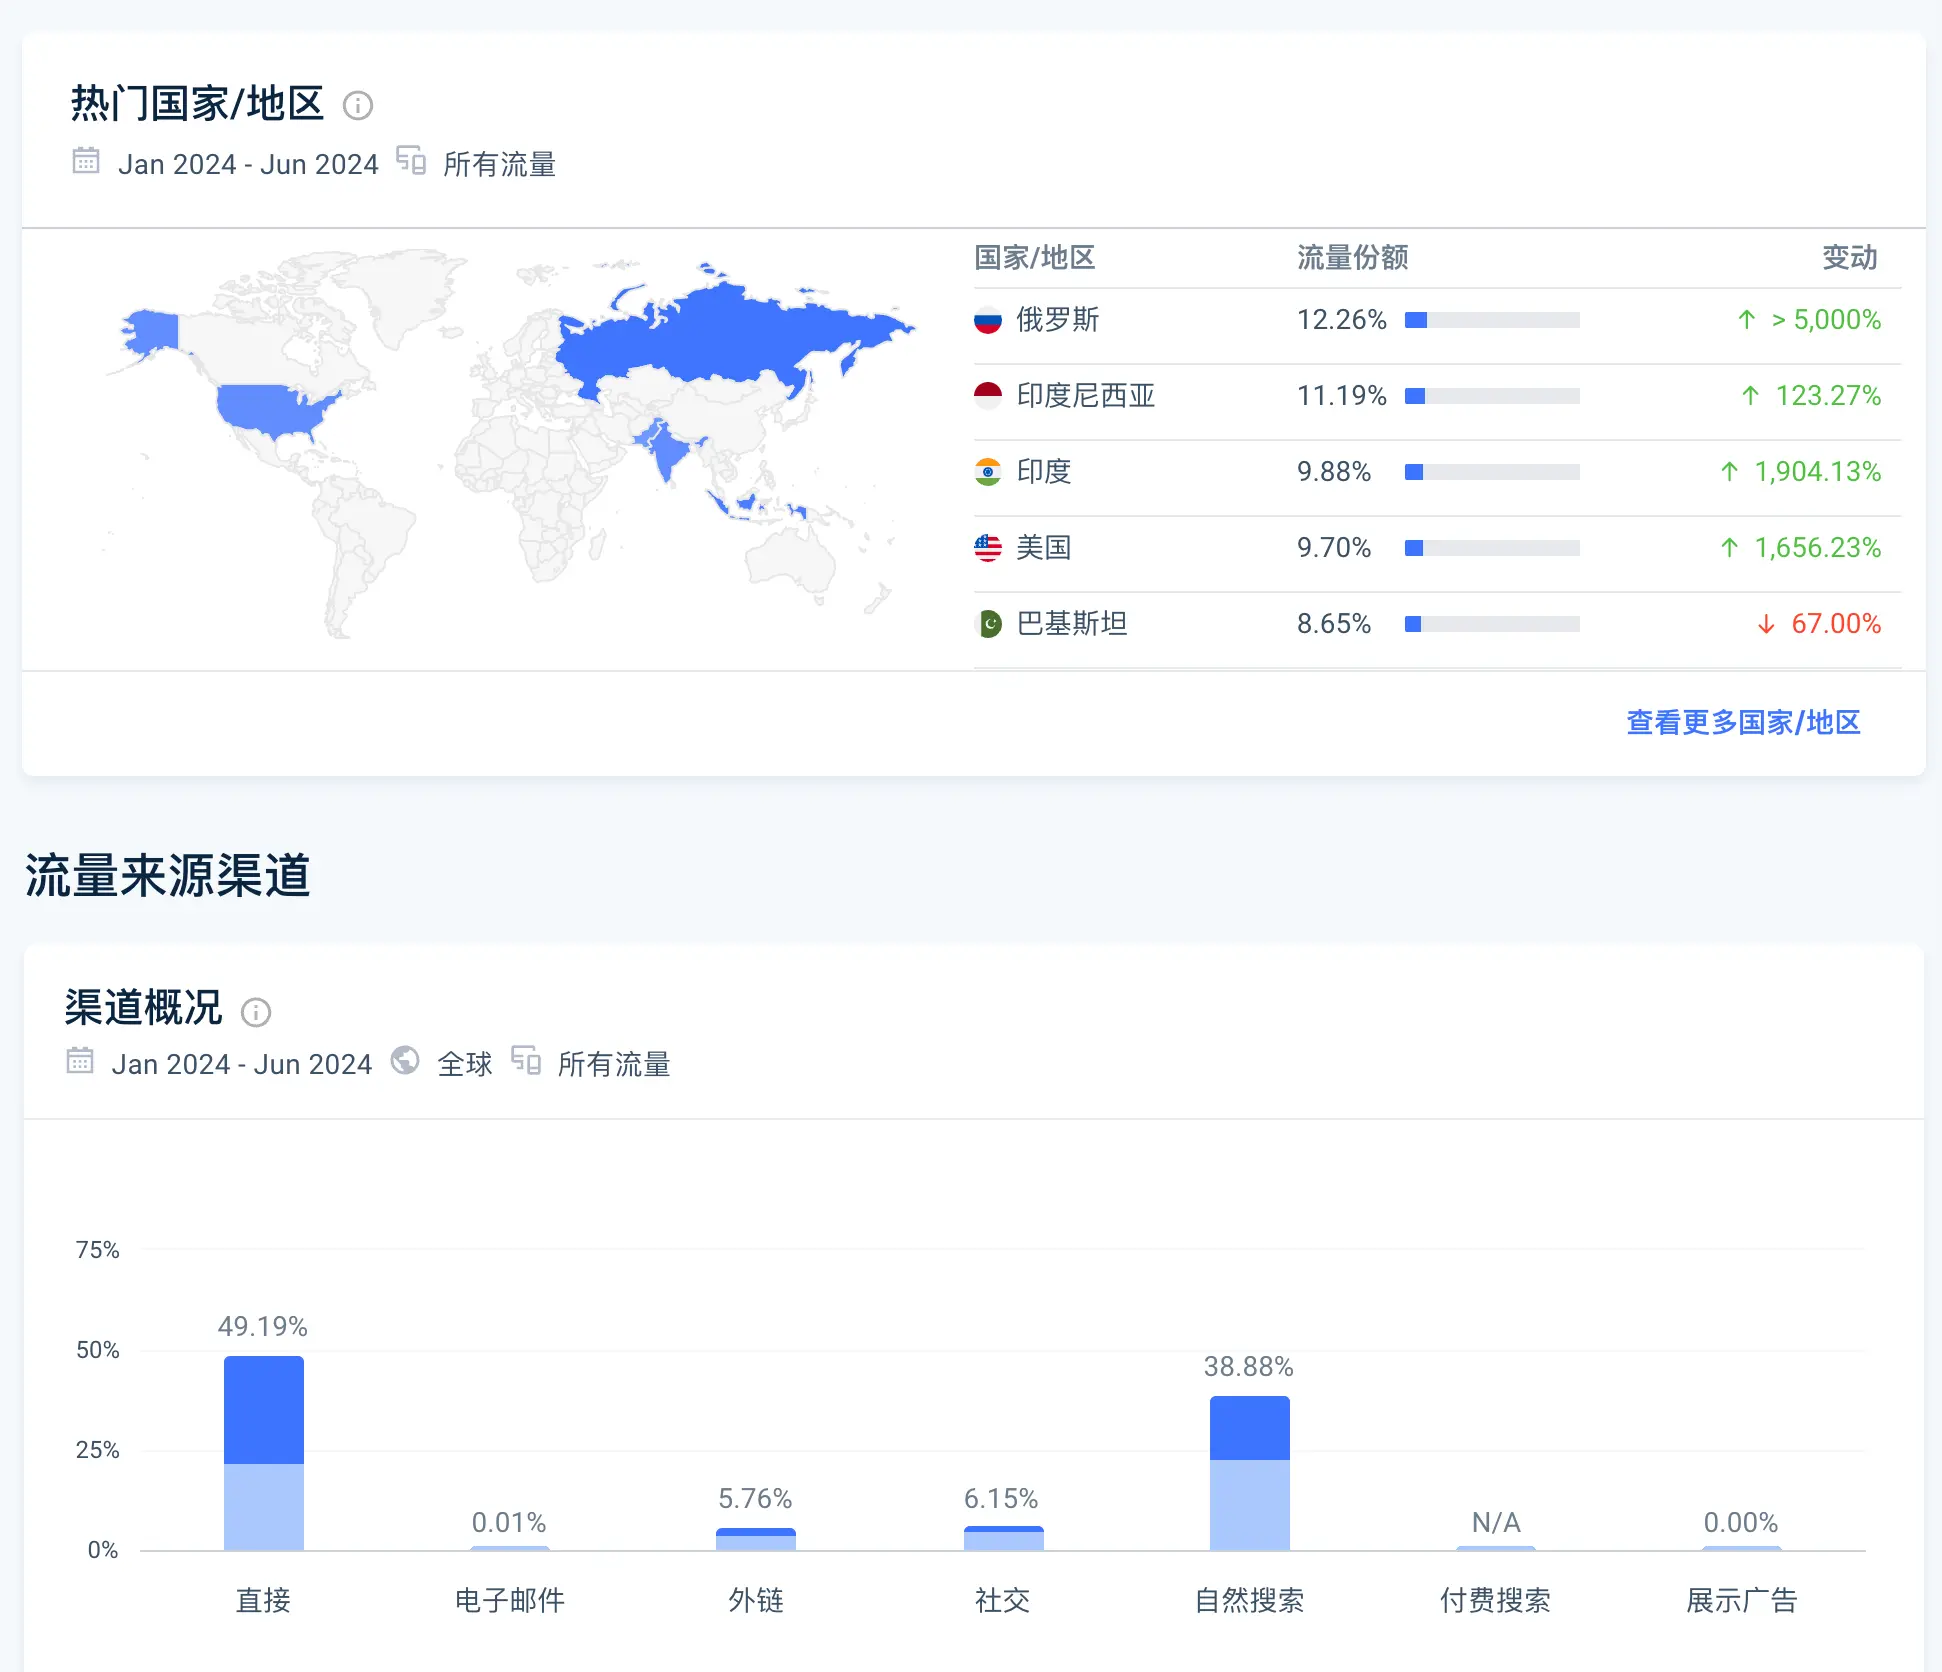 热门国家/地区
Jan 2024 - Jun 2024 所有流量
国家/地区 流量份额 变动
俄罗斯 12.26% ↑ > 5,000%
印度尼西亚 11.19% ↑ 123.27%
印度 9.88% ↑ 1,904.13%
美国 9.70% ↑ 1,656.23%
巴基斯坦 8.65% ↓ 67.00%
查看更多国家/地区
流量来源渠道
渠道概况
Jan 2024 - Jun 2024 全球 所有流量
75%
49.19%
50%
38.88%
25%
5.76% 6.15%
0.01% N/A 0.00%
0%
直接 电子邮件 外链 社交 自然搜索 付费搜索 展示广告